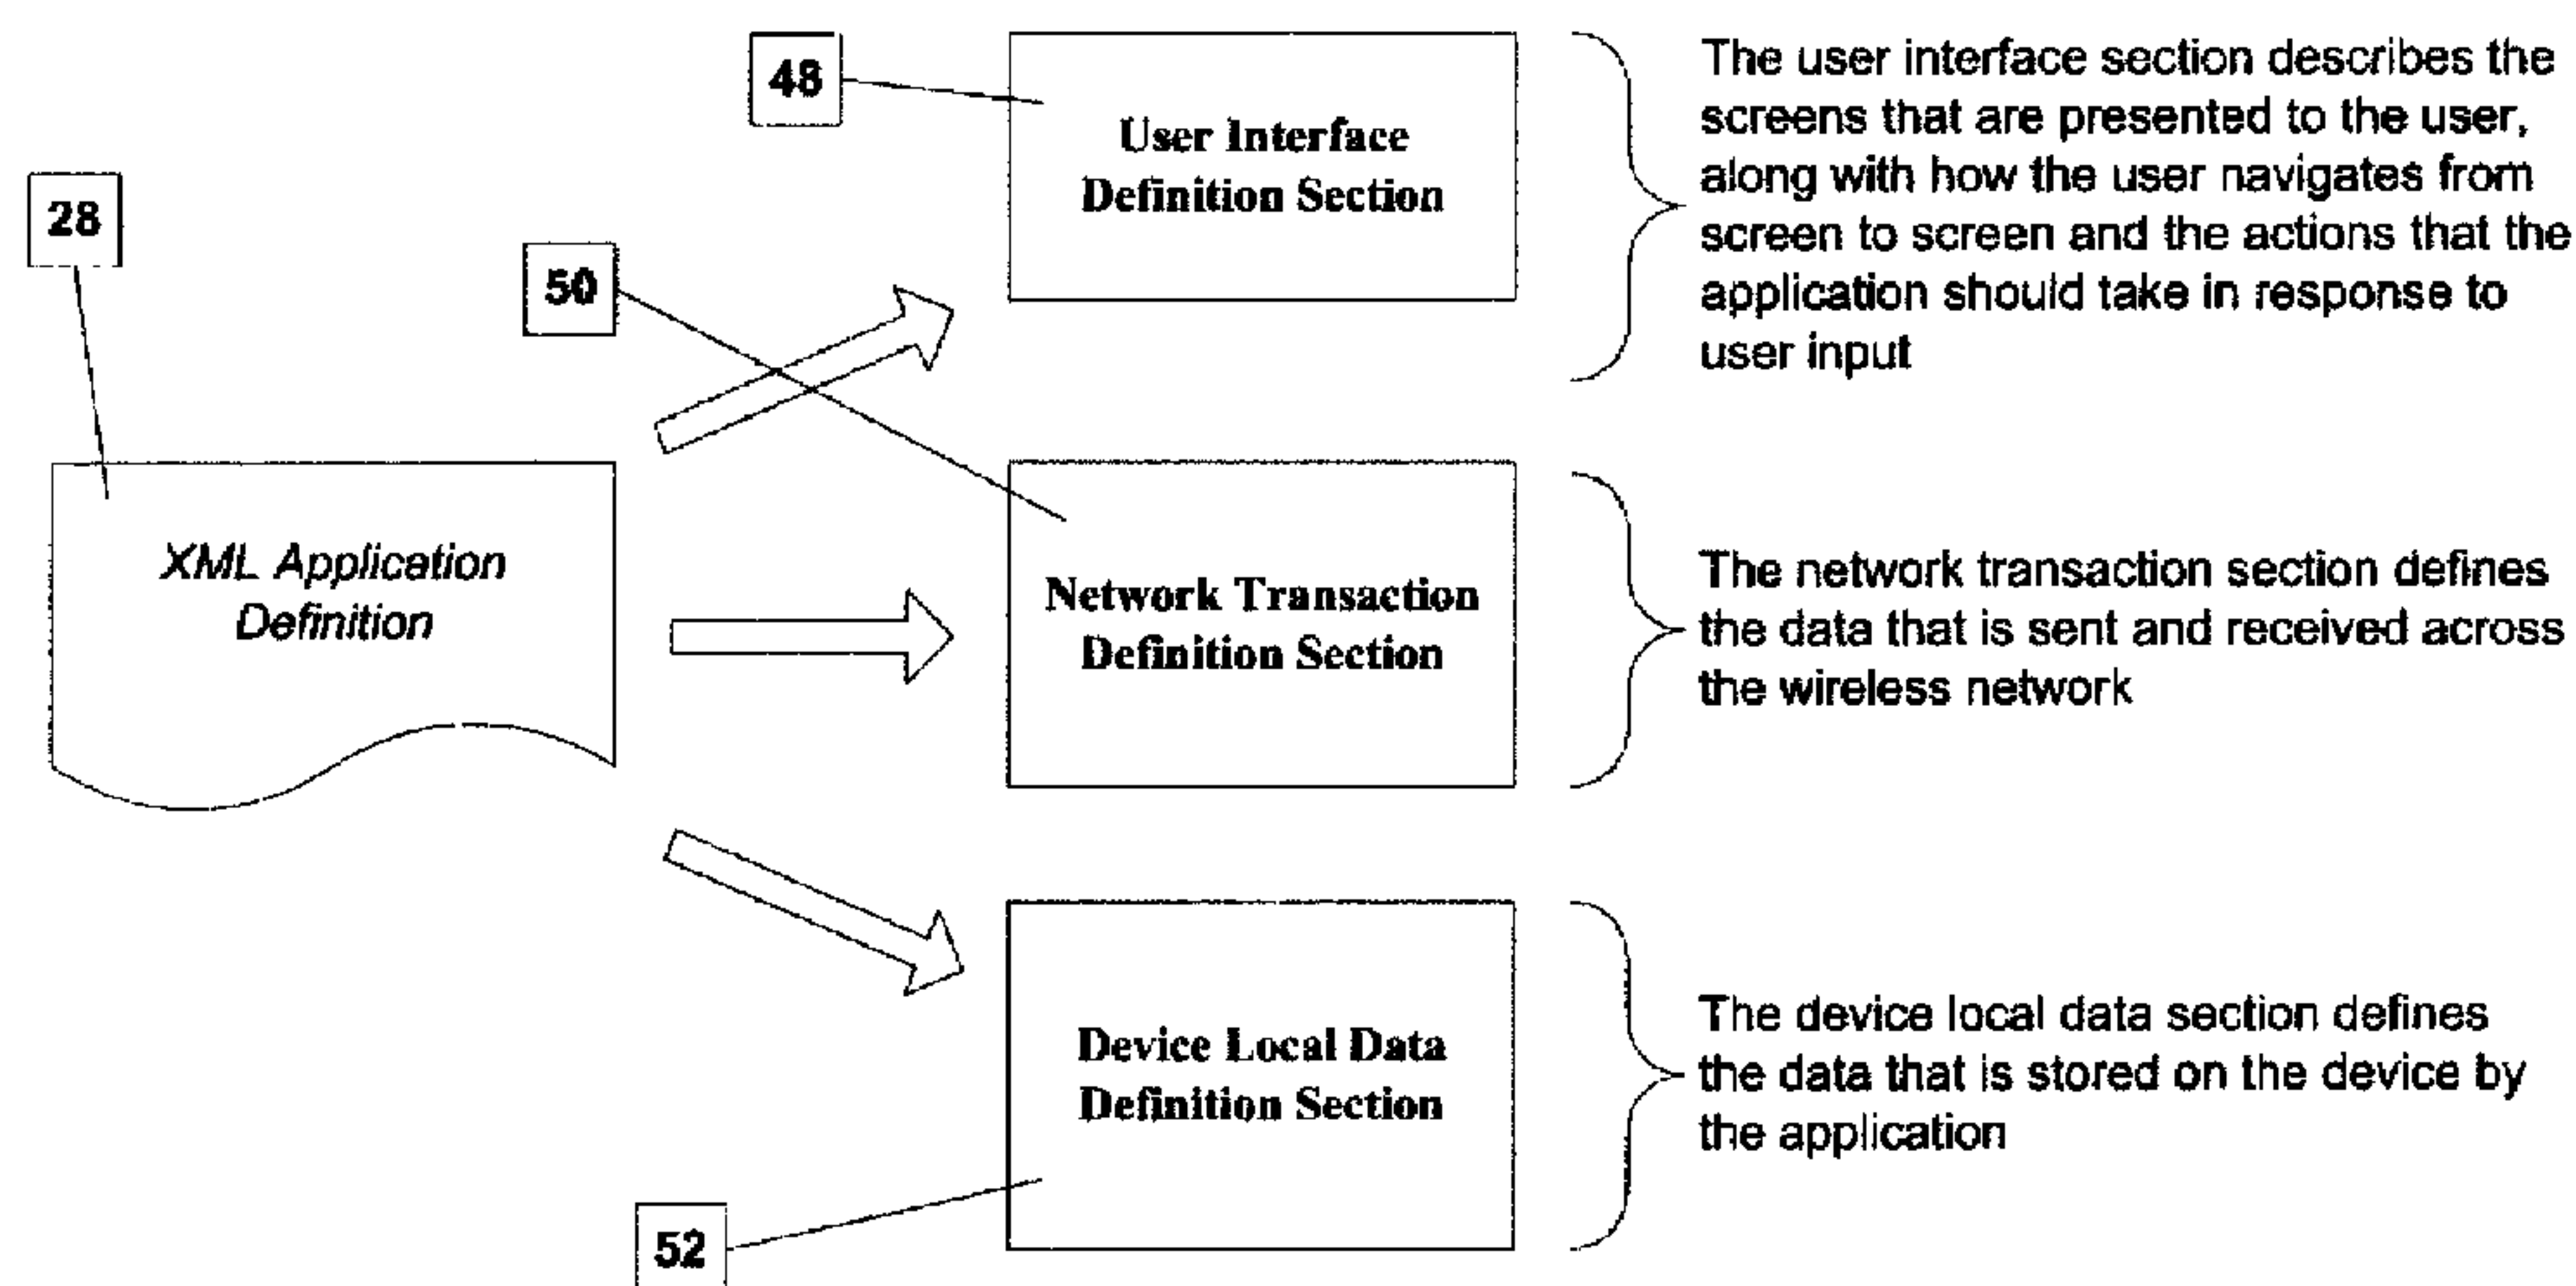 48
User Interface
Definition Section
The user interface section describes the
screens that are presented to the user,
along with how the user navigates from
screen to screen and the actions that the
application should take in response to
user input
28
50
XML Application
Definition
Network Transaction
Definition Section
The network transaction section defines
the data that is sent and received across
the wireless network
Device Local Data
Definition Section
The device local data section defines
the data that is stored on the device by
the application
52